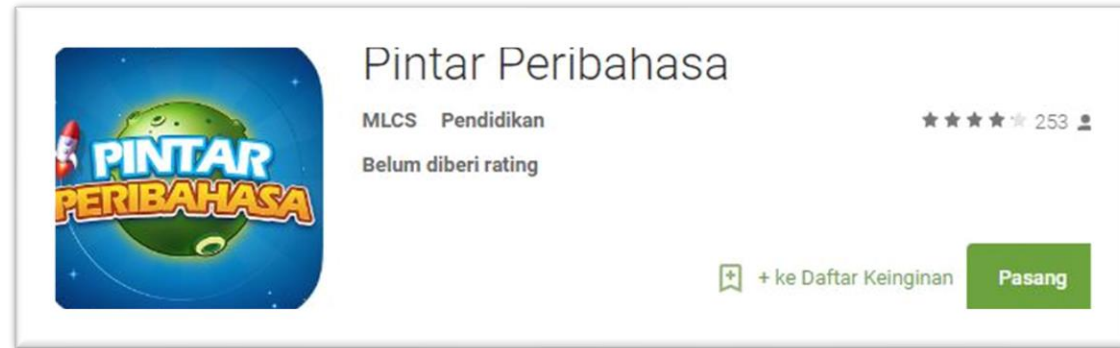 Pintar Peribahasa
MLCS Pendidikan
253
Belum diberi rating
PINTAR
PERIBAHASA
+ ke Daftar Keinginan
Pasang